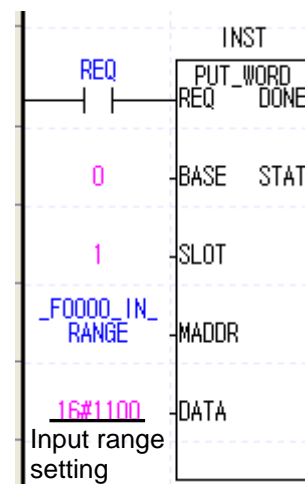 INST
REQ PUT_WORD
REQ DONE
0 BASE STAT
1 SLOT
_F0000_IN_
RANGE MADDR
16#1100 DATA
Input range
setting